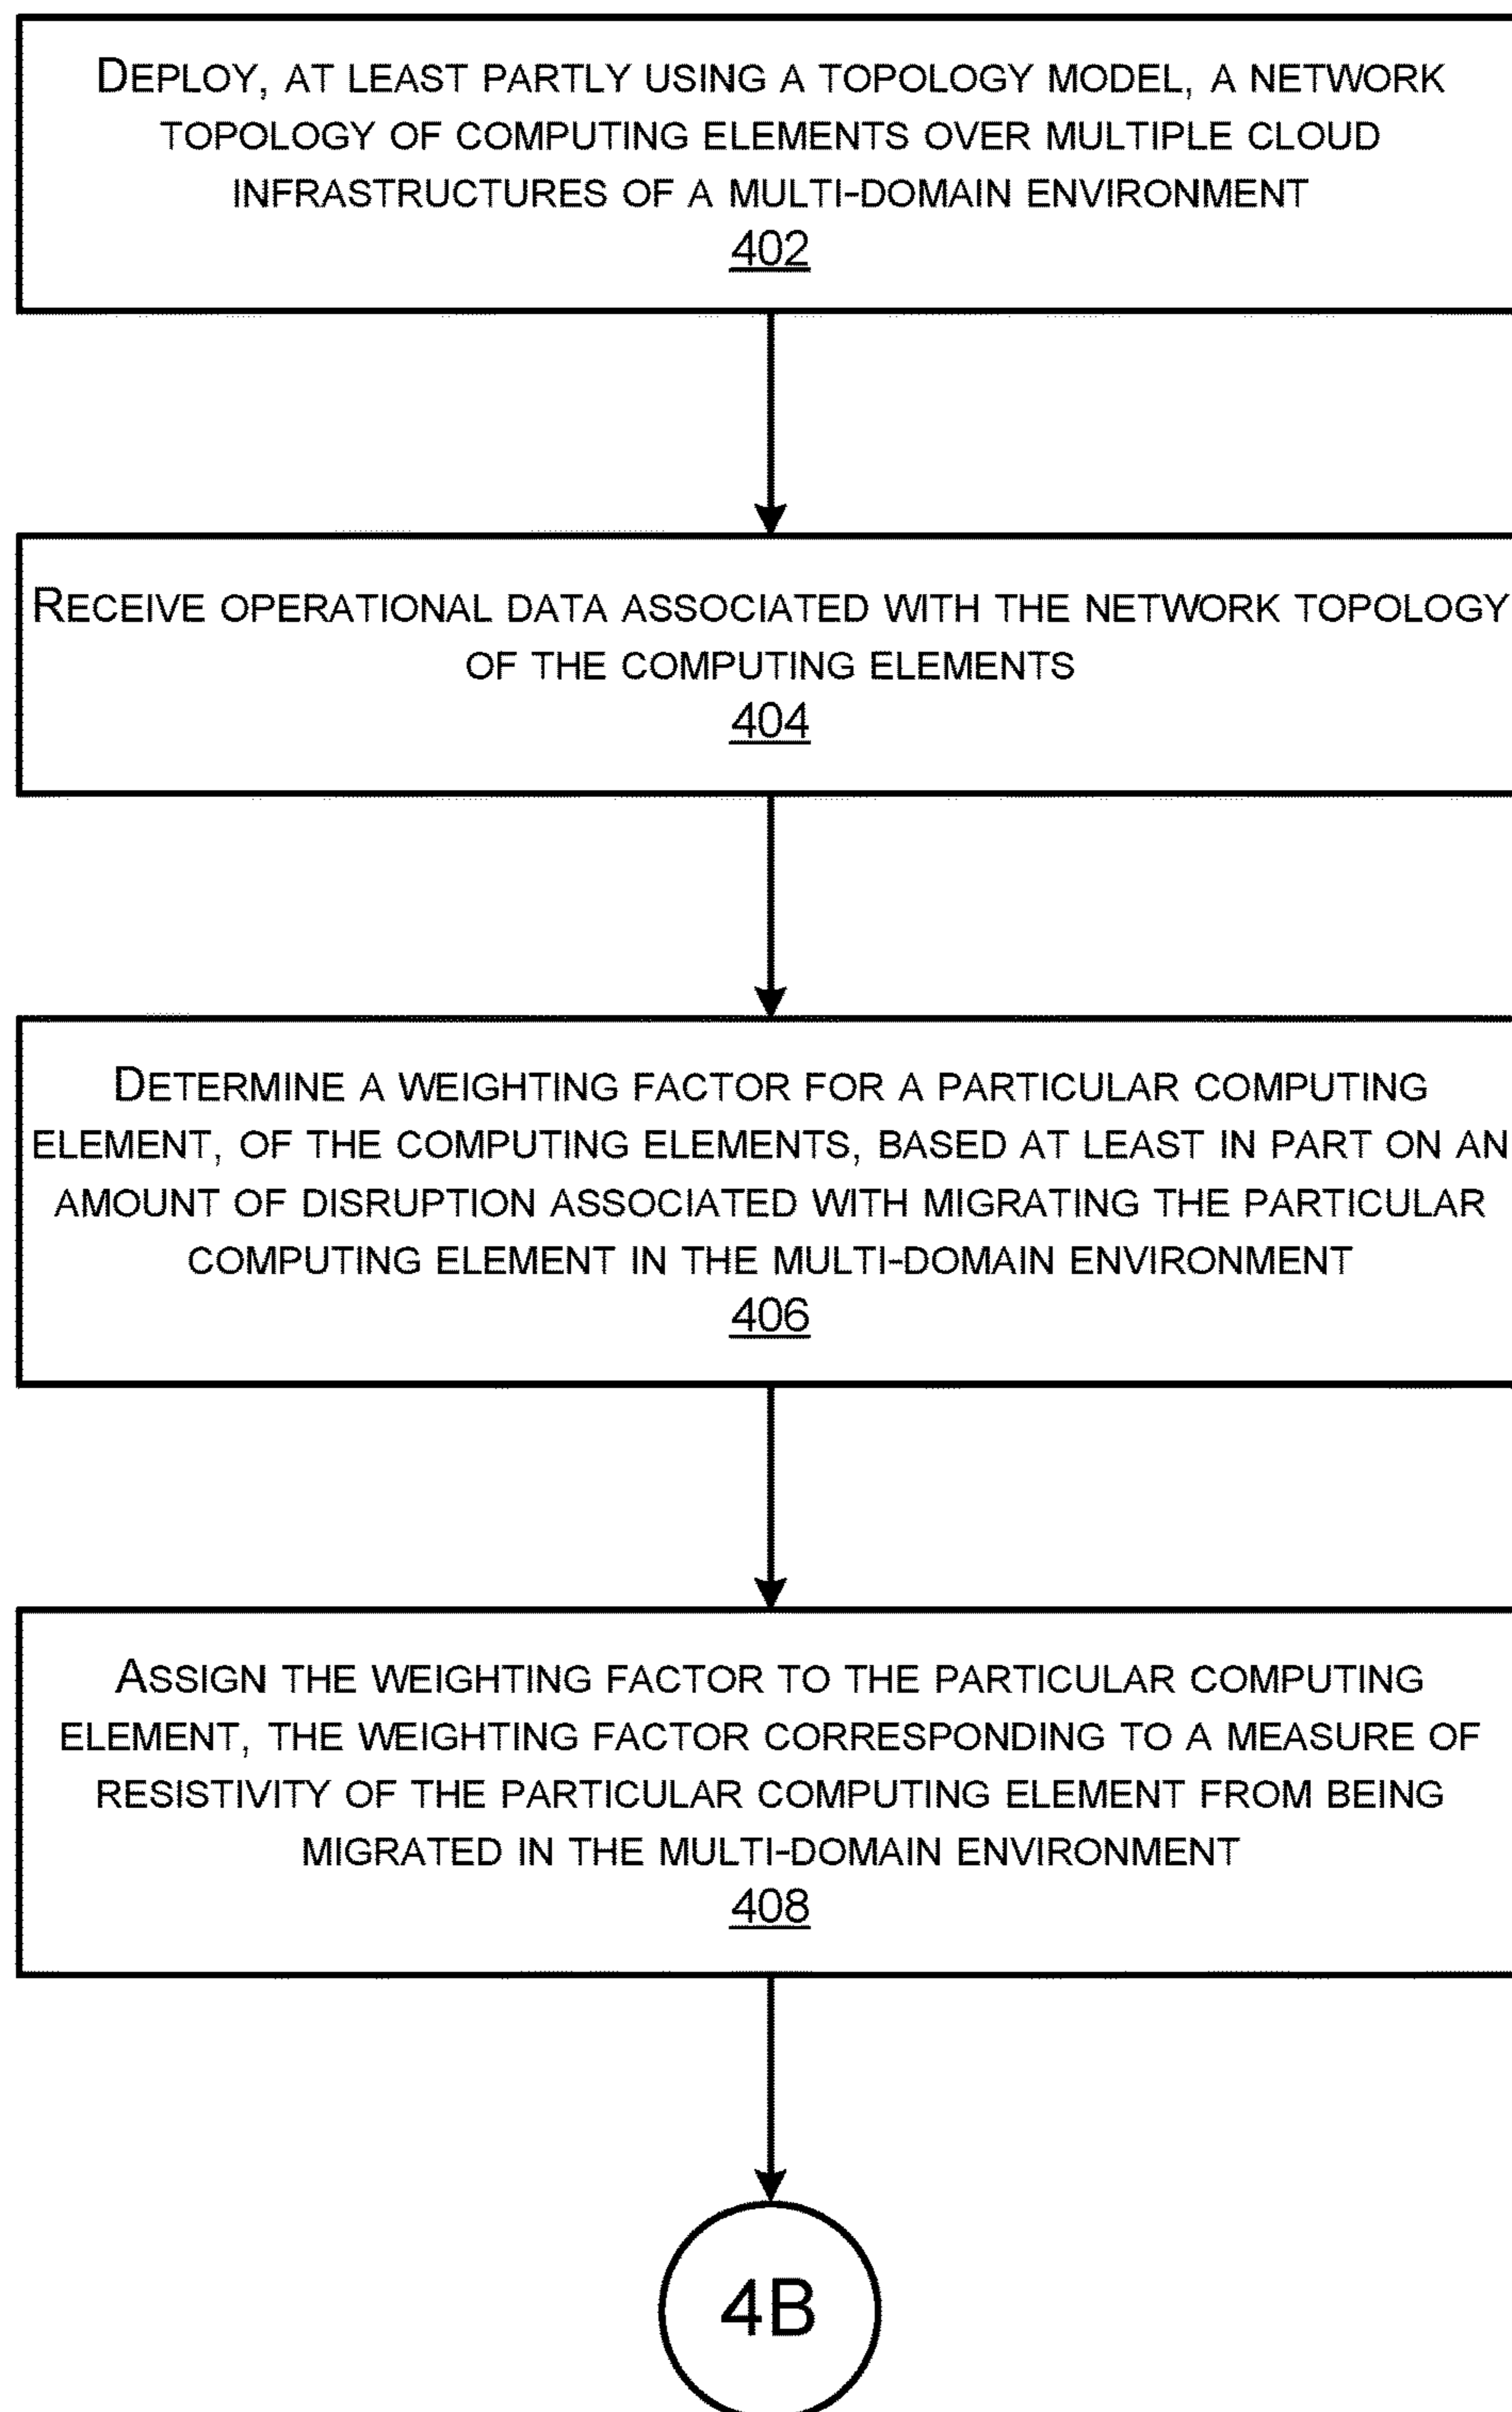 DEPLOY, AT LEAST PARTLY USING A TOPOLOGY MODEL, A NETWORK
TOPOLOGY OF COMPUTING ELEMENTS OVER MULTIPLE CLOUD
INFRASTRUCTURES OF A MULTI-DOMAIN ENVIRONMENT
402
RECEIVE OPERATIONAL DATA ASSOCIATED WITH THE NETWORK TOPOLOGY
OF THE COMPUTING ELEMENTS
404
DETERMINE A WEIGHTING FACTOR FOR A PARTICULAR COMPUTING
ELEMENT, OF THE COMPUTING ELEMENTS, BASED AT LEAST IN PART ON AN
AMOUNT OF DISRUPTION ASSOCIATED WITH MIGRATING THE PARTICULAR
COMPUTING ELEMENT IN THE MULTI-DOMAIN ENVIRONMENT
406
ASSIGN THE WEIGHTING FACTOR TO THE PARTICULAR COMPUTING
ELEMENT, THE WEIGHTING FACTOR CORRESPONDING TO A MEASURE OF
RESISTIVITY OF THE PARTICULAR COMPUTING ELEMENT FROM BEING
MIGRATED IN THE MULTI-DOMAIN ENVIRONMENT
408
4B